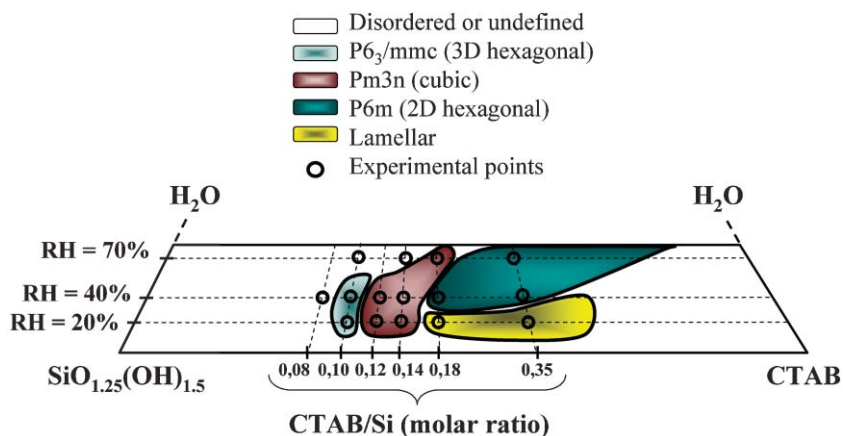 Disordered or undefined
P6₃/mmc (3D hexagonal)
Pm3n (cubic)
P6m (2D hexagonal)
Lamellar
Experimental points
H₂O
H₂O
RH = 70%
RH = 40%
RH = 20%
SiO₁.₂₅(OH)₁.₅
0,08
0,10
0,12
0,14
0,18
0,35
CTAB
CTAB/Si (molar ratio)